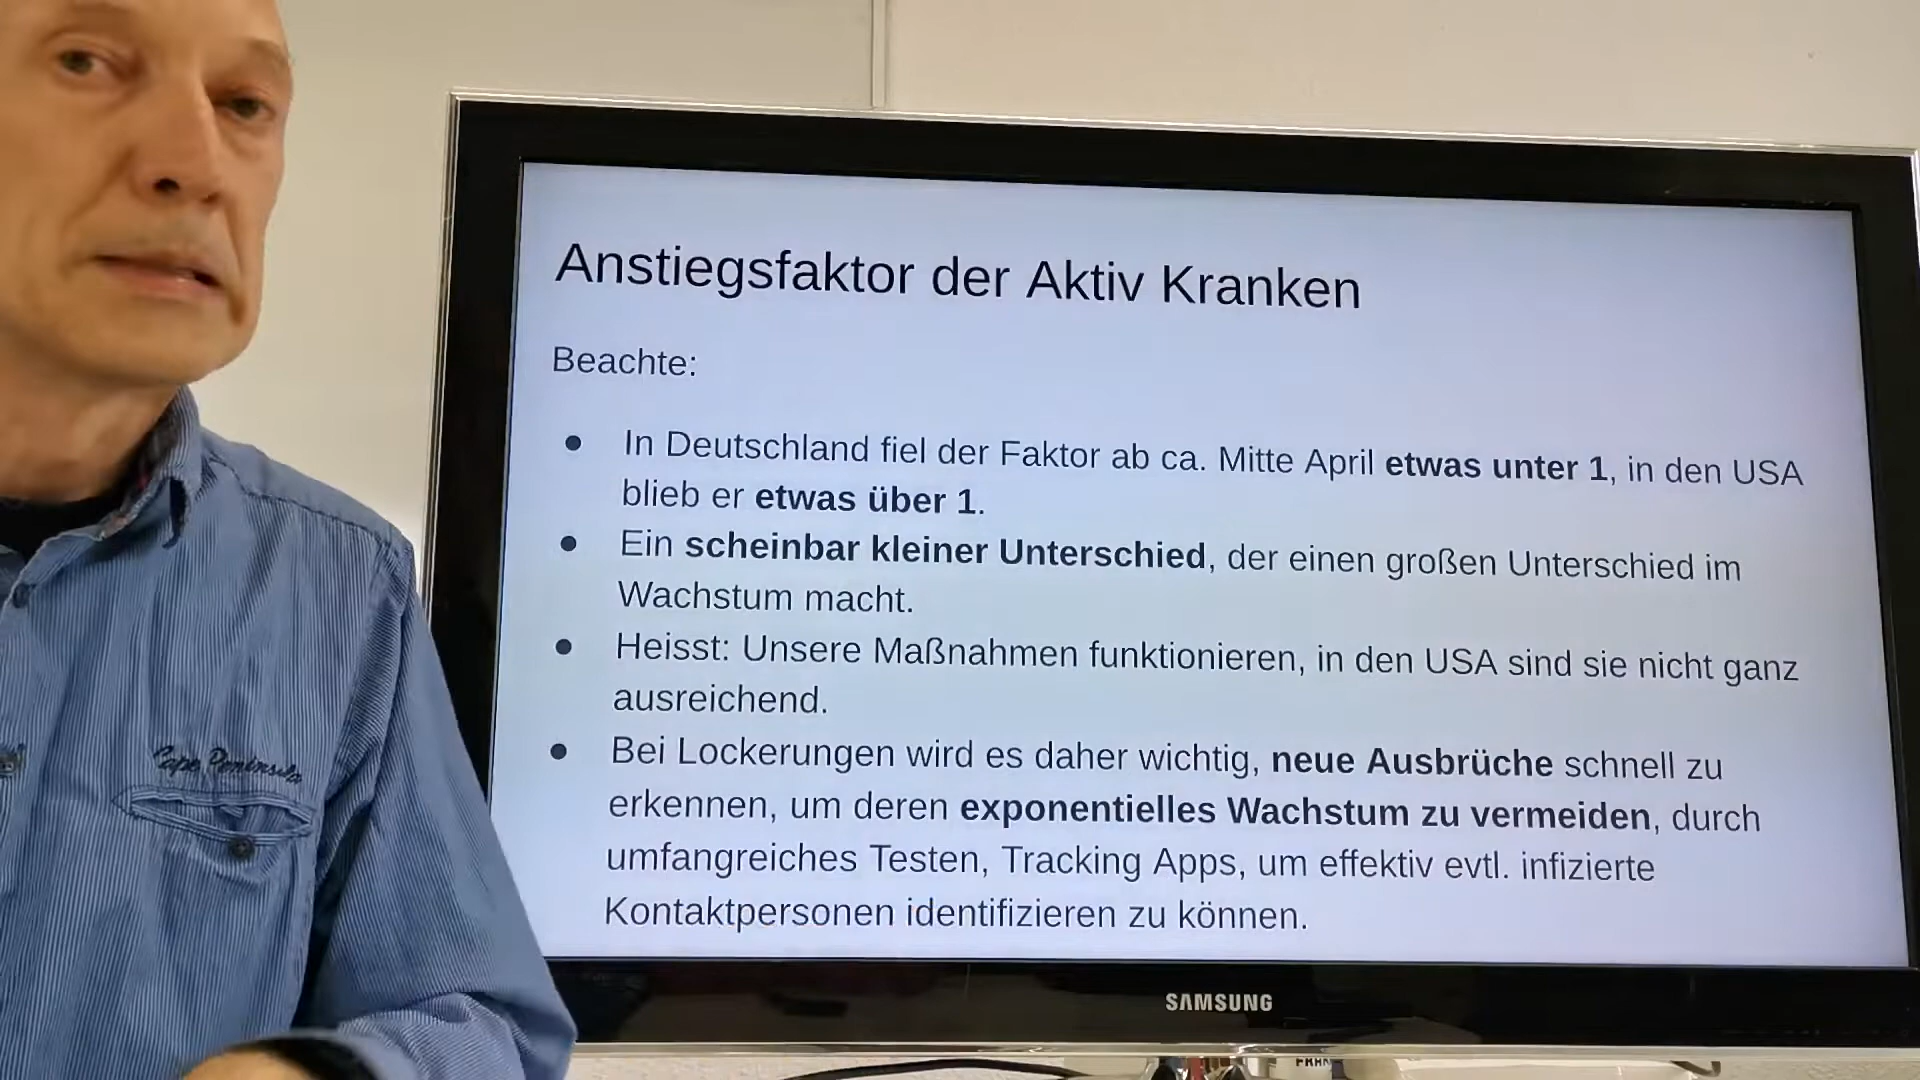 Anstiegsfaktor der Aktiv Kranken
Beachte:
● In Deutschland fiel der Faktor ab ca. Mitte April etwas unter 1, in den USA
blieb er etwas über 1.
● Ein scheinbar kleiner Unterschied, der einen großen Unterschied im
Wachstum macht.
● Heisst: Unsere Maßnahmen funktionieren, in den USA sind sie nicht ganz
ausreichend.
● Bei Lockerungen wird es daher wichtig, neue Ausbrüche schnell zu
erkennen, um deren exponentielles Wachstum zu vermeiden, durch
umfangreiches Testen, Tracking Apps, um effektiv evtl. infizierte
Kontaktpersonen identifizieren zu können.
Cape Peninsula
SAMSUNG